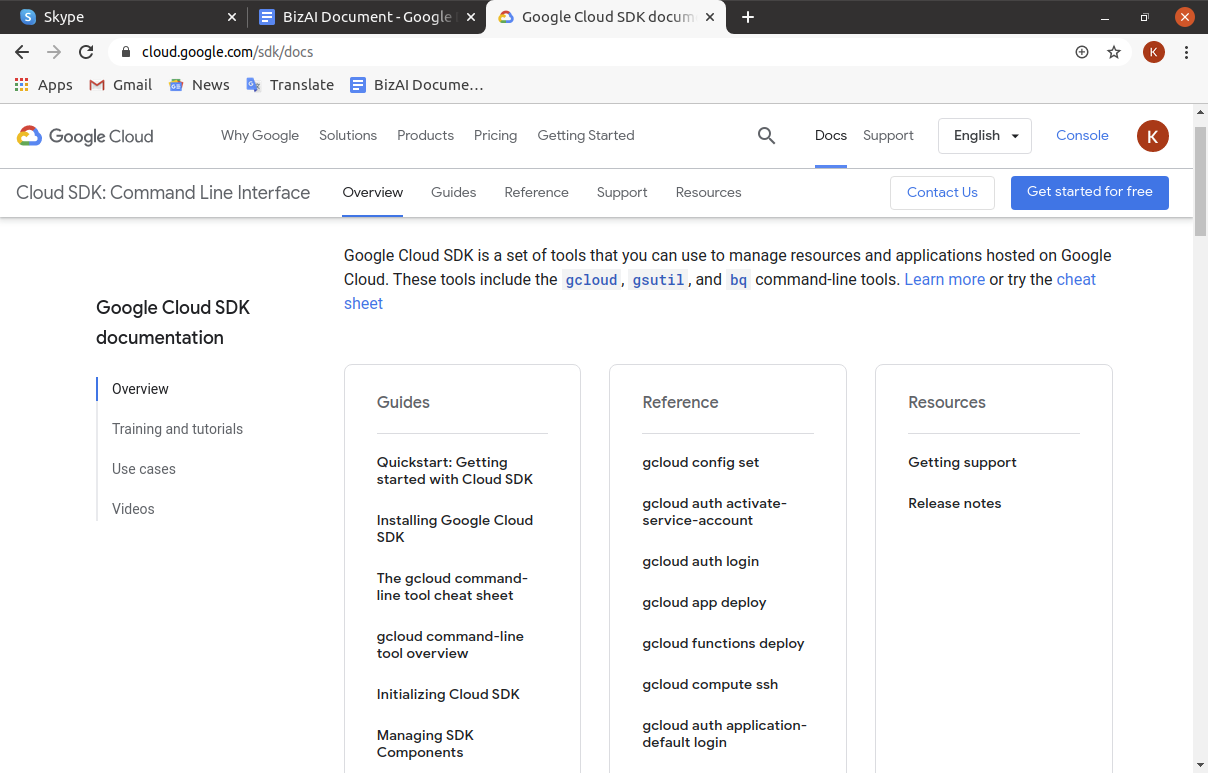 Skype
BizAI Document - Google
Google Cloud SDK docum
cloud.google.com/sdk/docs
K
Apps
Gmail
News
Translate
BizAI Docume…
Google Cloud
Why Google
Solutions
Products
Pricing
Getting Started
Docs
Support
English
Console
K
Cloud SDK: Command Line Interface
Overview
Guides
Reference
Support
Resources
Contact Us
Get started for free
Google Cloud SDK is a set of tools that you can use to manage resources and applications hosted on Google
Cloud. These tools include the gcloud, gsutil, and bq command-line tools. Learn more or try the cheat
sheet
Google Cloud SDK
documentation
Overview
Training and tutorials
Use cases
Videos
Guides
Quickstart: Getting
started with Cloud SDK
Installing Google Cloud
SDK
The gcloud command-
line tool cheat sheet
gcloud command-line
tool overview
Initializing Cloud SDK
Managing SDK
Components
Reference
gcloud config set
gcloud auth activate-
service-account
gcloud auth login
gcloud app deploy
gcloud functions deploy
gcloud compute ssh
gcloud auth application-
default login
Resources
Getting support
Release notes